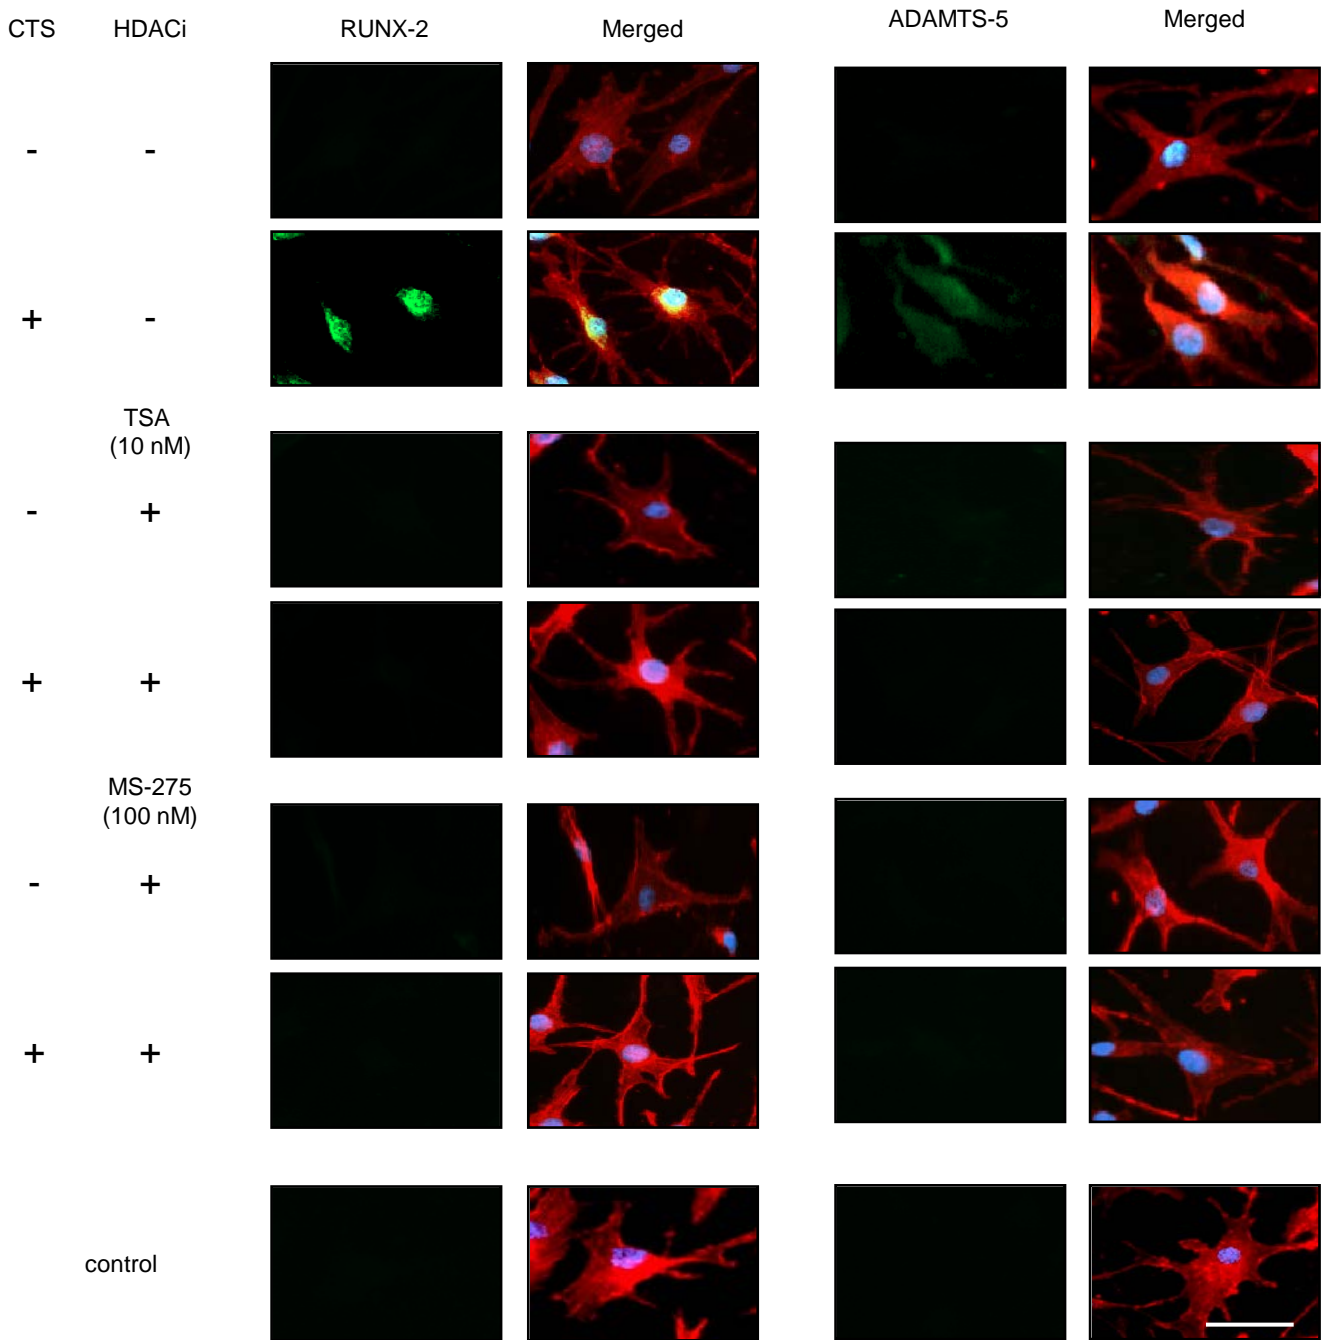 CTS HDACi RUNX-2 Merged ADAMTS-5 Merged
- -
+ -
TSA
(10 nM)
- +
+ +
MS-275
(100 nM)
- +
+ +
control